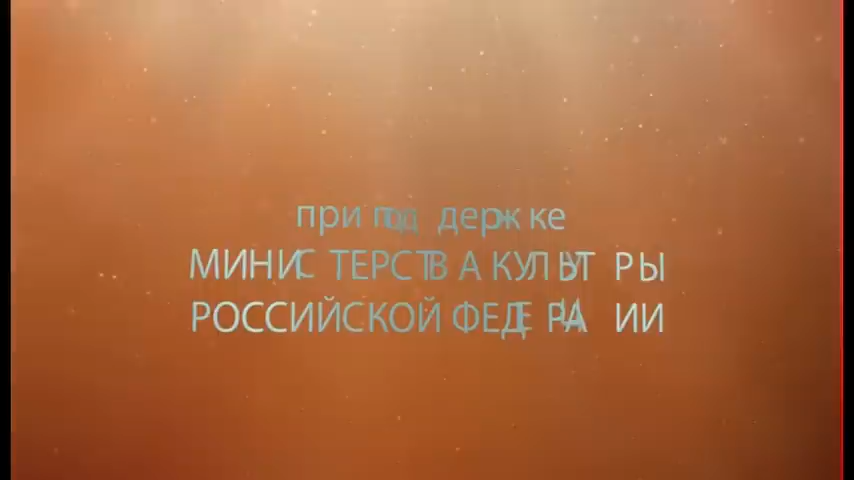 при поддержке
МИНИСТЕРСТВА КУЛЬТУРЫ
РОССИЙСКОЙ ФЕДЕРАЦИИ